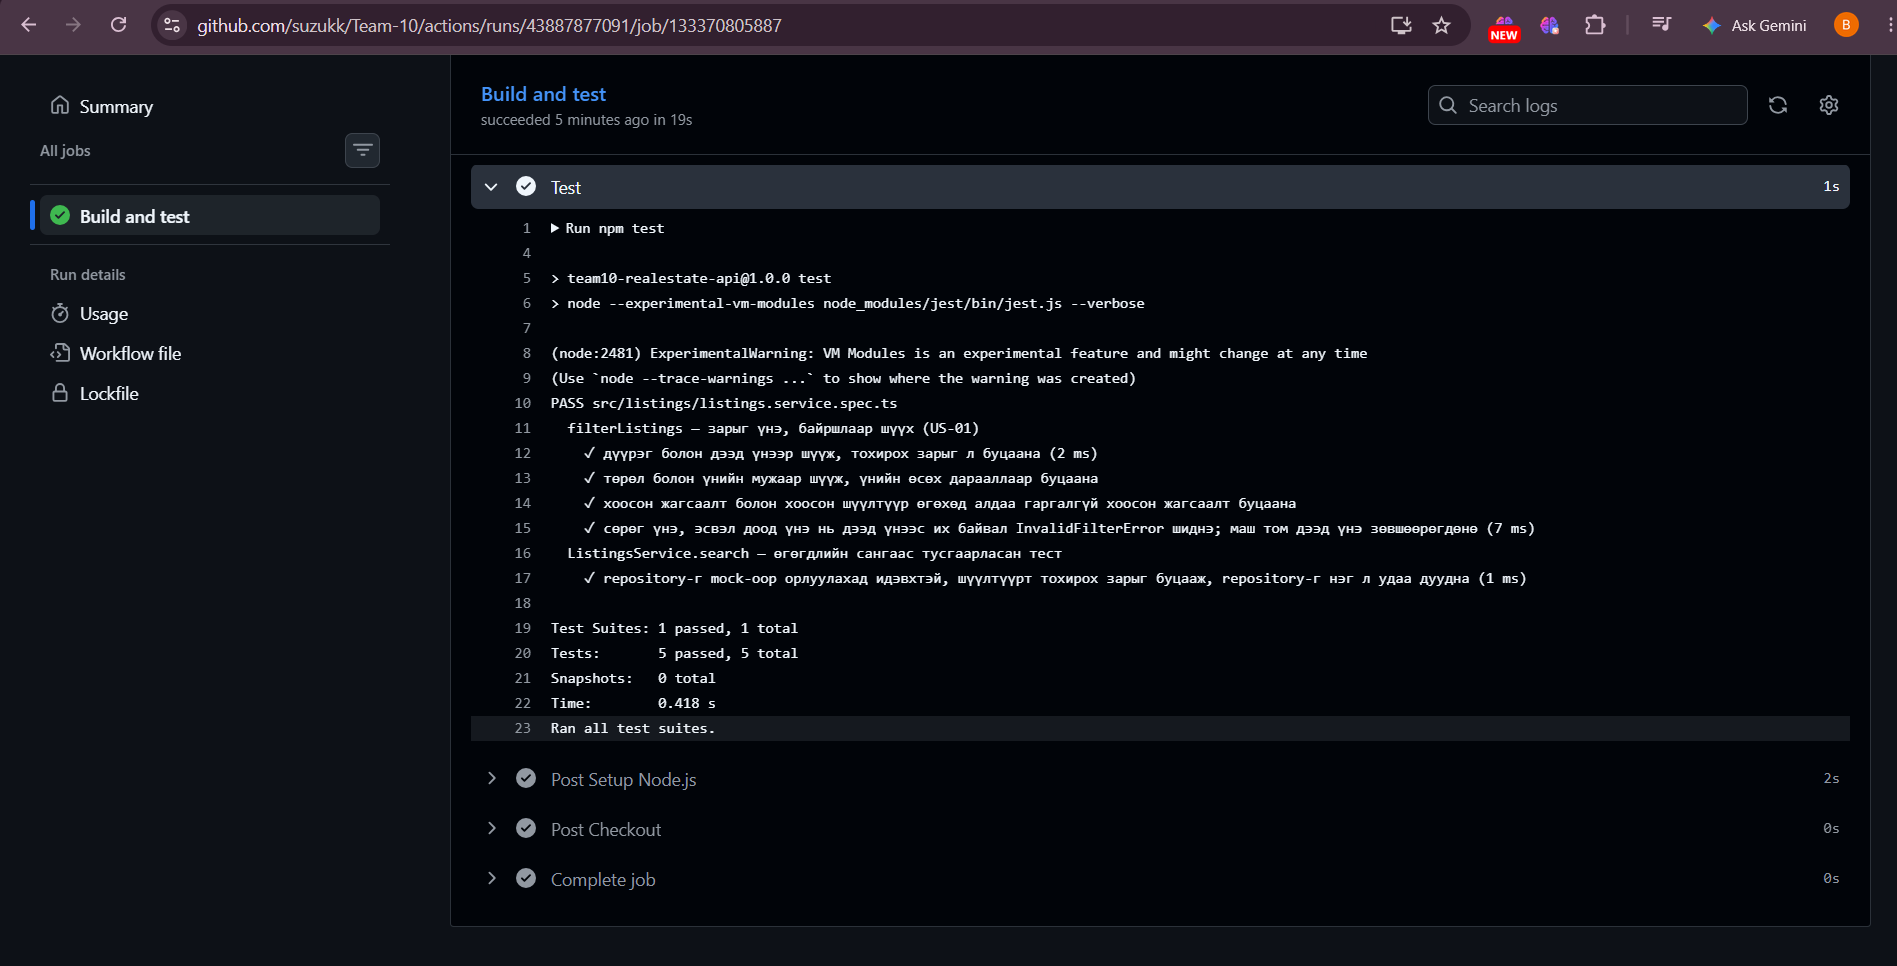 github.com/suzukk/Team-10/actions/runs/43887877091/job/133370805887
NEW
Ask Gemini
B
Summary
All jobs
Build and test
Run details
Usage
Workflow file
Lockfile
Build and test
succeeded 5 minutes ago in 19s
Search logs
Test 1s
1 Run npm test
4
5 > team10-realestate-api@1.0.0 test
6 > node --experimental-vm-modules node_modules/jest/bin/jest.js --verbose
7
8 (node:2481) ExperimentalWarning: VM Modules is an experimental feature and might change at any time
9 (Use `node --trace-warnings ...` to show where the warning was created)
10 PASS src/listings/listings.service.spec.ts
11 filterListings — зарыг үнэ, байршлаар шүүх (US-01)
12 ✓ дүүрэг болон дээд үнээр шүүж, тохирох зарыг л буцаана (2 ms)
13 ✓ төрөл болон үнийн мужаар шүүж, үнийн өсөх дарааллаар буцаана
14 ✓ хоосон жагсаалт болон хоосон шүүлтүүр өгөхөд алдаа гаргалгүй хоосон жагсаалт буцаана
15 ✓ сөрөг үнэ, эсвэл доод үнэ нь дээд үнээс их байвал InvalidFilterError шиднэ; маш том дээд үнэ зөвшөөрөгдөнө (7 ms)
16 ListingsService.search — өгөгдлийн сангаас тусгаарласан тест
17 ✓ repository-г mock-оор орлуулахад идэвхтэй, шүүлтүүрт тохирох зарыг буцааж, repository-г нэг л удаа дуудна (1 ms)
18
19 Test Suites: 1 passed, 1 total
20 Tests: 5 passed, 5 total
21 Snapshots: 0 total
22 Time: 0.418 s
23 Ran all test suites.
Post Setup Node.js 2s
Post Checkout 0s
Complete job 0s